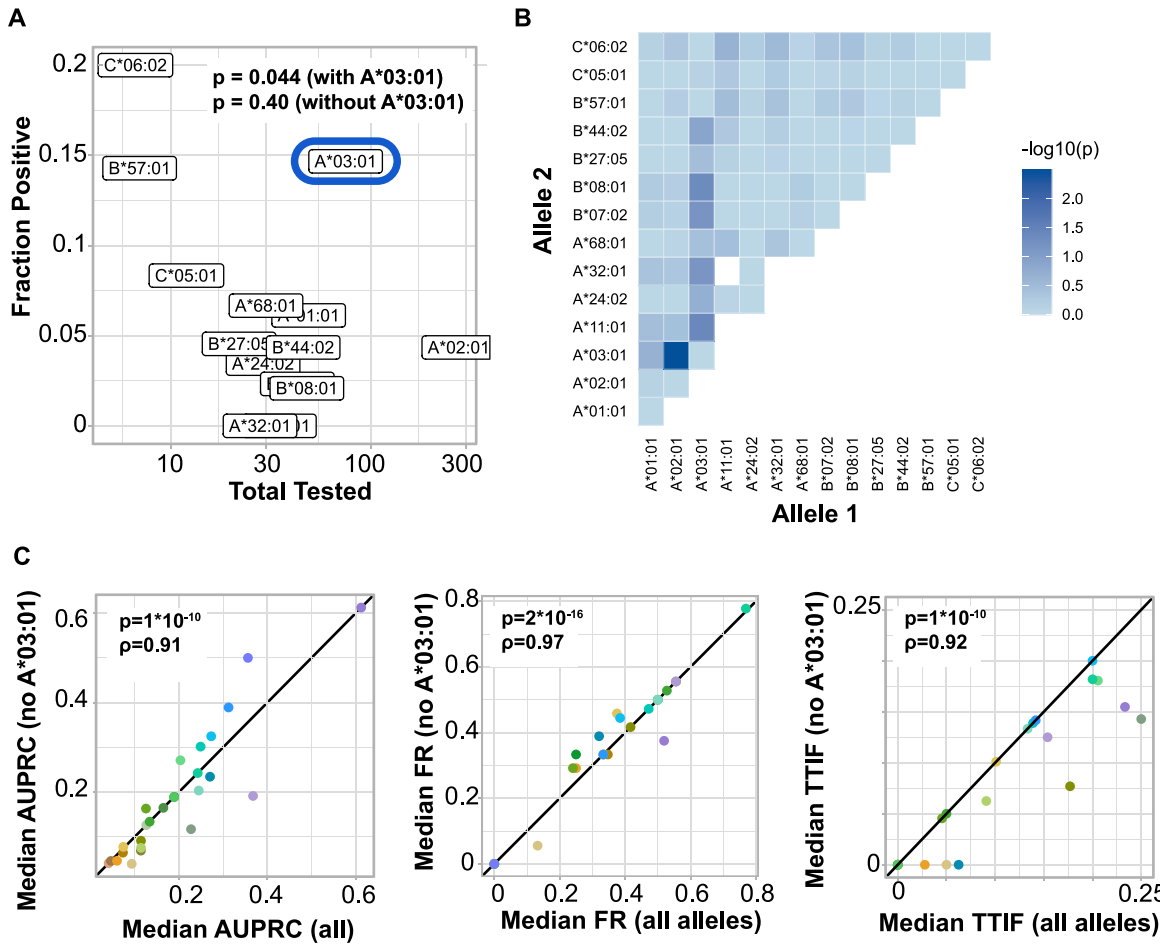 A
Fraction Positive
0.2
0.15
0.1
0.05
0
C*06:02
p = 0.044 (with A*03:01)
p = 0.40 (without A*03:01)
A*03:01
B*57:01
C*05:01
A*68:01
B*27:05
B*44:02
A*02:01
A*24:02
B*08:01
A*32:01
10
30
100
300
Total Tested
B
Allele 2
C*06:02
C*05:01
B*57:01
B*44:02
B*27:05
B*08:01
B*07:02
A*68:01
A*32:01
A*24:02
A*11:01
A*03:01
A*02:01
A*01:01
A*01:01
A*02:01
A*03:01
A*11:01
A*24:02
A*32:01
A*68:01
B*07:02
B*08:01
B*27:05
B*44:02
B*57:01
C*05:01
C*06:02
Allele 1
-log10(p)
2.0
1.5
1.0
0.5
0.0
C
Median AUPRC (no A*03:01)
0.6
0.4
0.2
p=1*10⁻¹⁰
ρ=0.91
0.2
0.4
0.6
Median AUPRC (all)
Median FR (no A*03:01)
0.8
0.6
0.4
0.2
0
p=2*10⁻¹⁶
ρ=0.97
0
0.2
0.4
0.6
0.8
Median FR (all alleles)
Median TTIF (no A*03:01)
0.25
0
p=1*10⁻¹⁰
ρ=0.92
0
0.25
Median TTIF (all alleles)